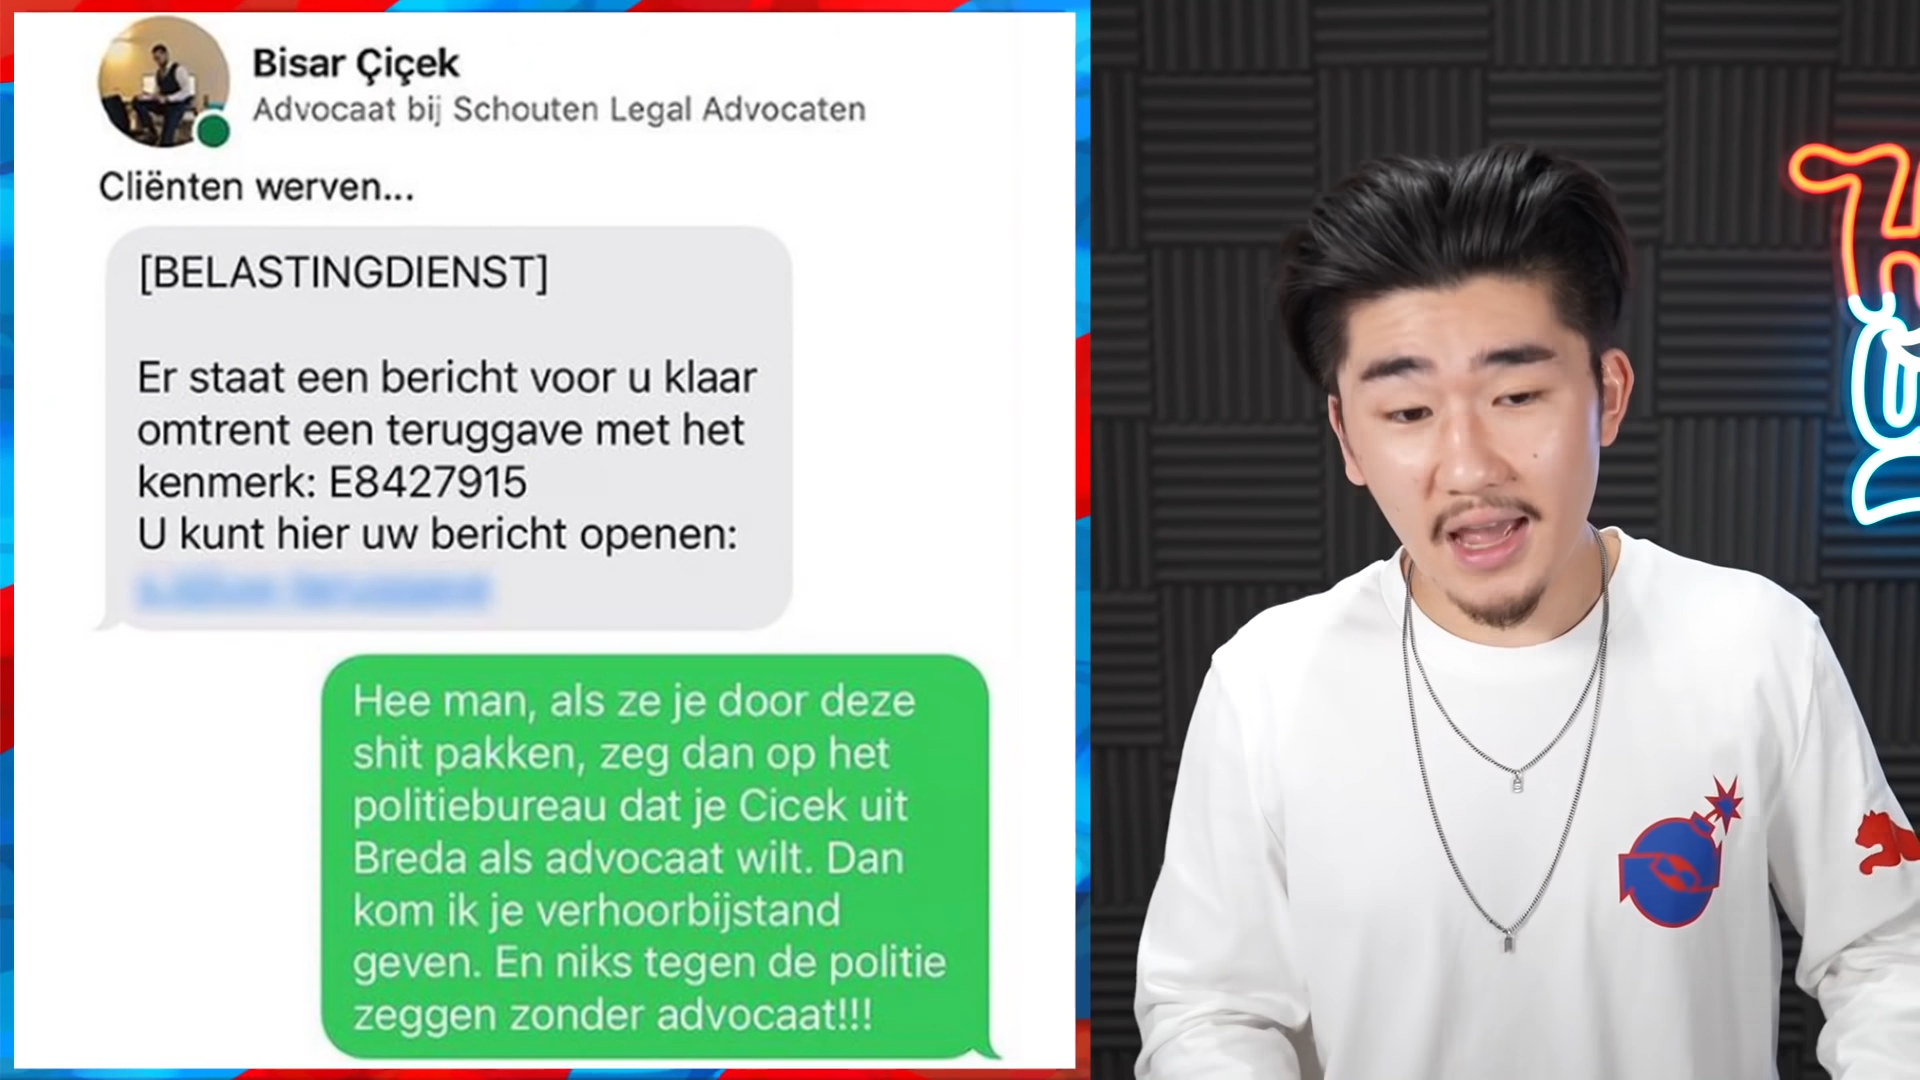 Bisar Çiçek
Advocaat bij Schouten Legal Advocaten
Cliënten werven...
[BELASTINGDIENST]
Er staat een bericht voor u klaar
omtrent een teruggave met het
kenmerk: E8427915
U kunt hier uw bericht openen:
Hee man, als ze je door deze
shit pakken, zeg dan op het
politiebureau dat je Cicek uit
Breda als advocaat wilt. Dan
kom ik je verhoorbijstand
geven. En niks tegen de politie
zeggen zonder advocaat!!!